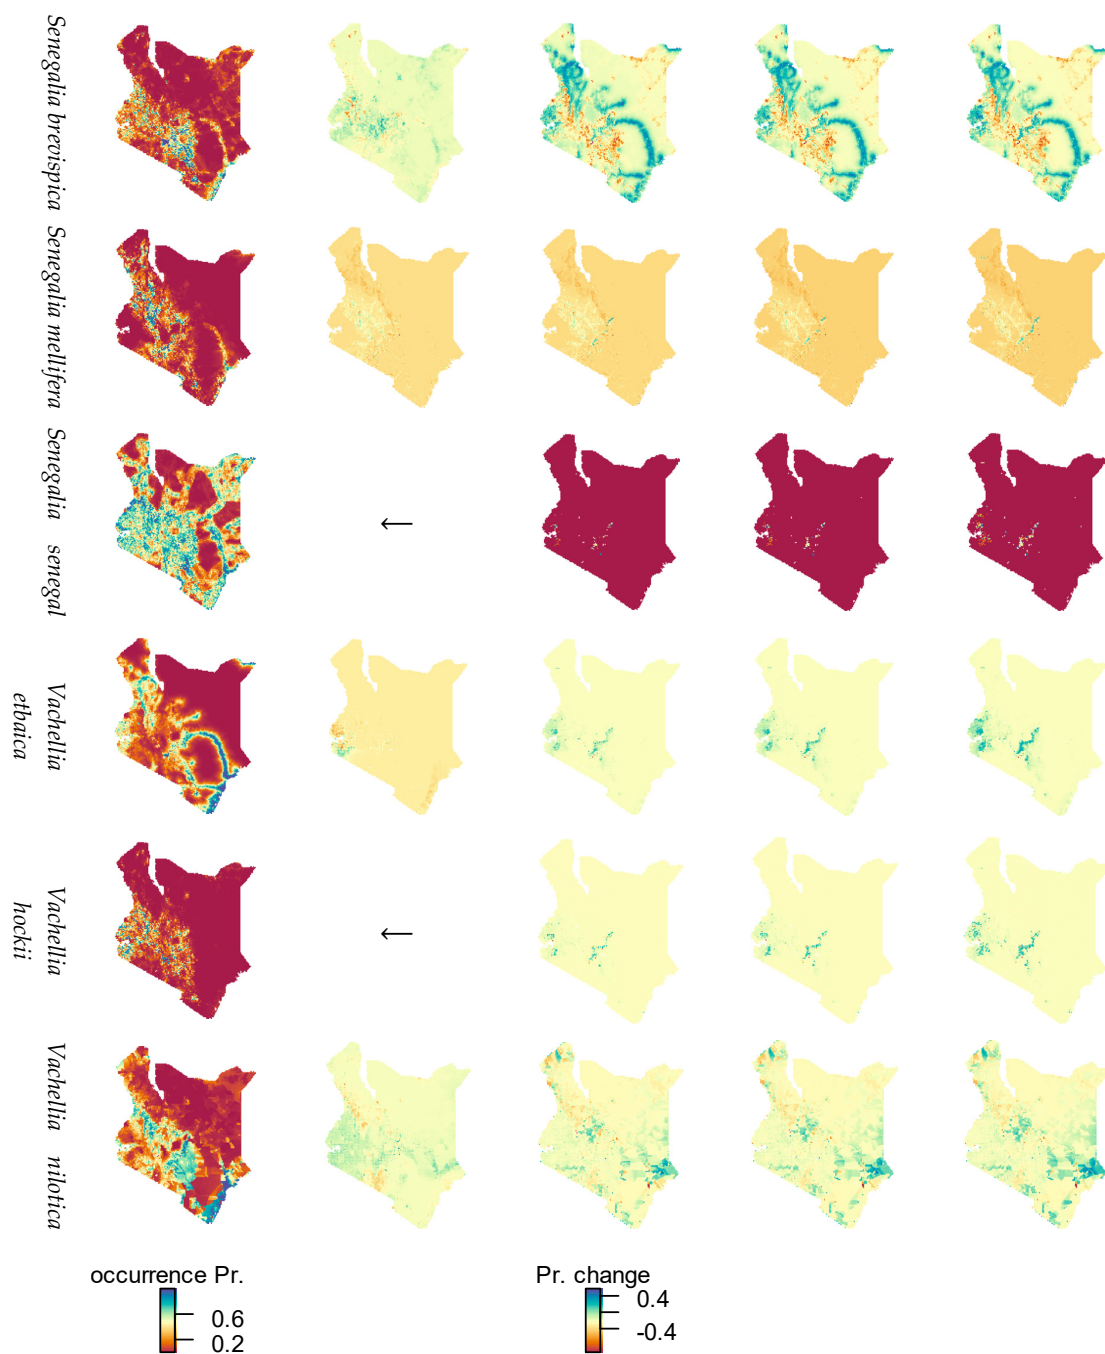 Senegalia brevispica
Senegalia mellifera
Senegalia senegal
←
Vachellia
etbaica
Vachellia
hockii
←
Vachellia nilotica
occurrence Pr.
0.6
0.2
Pr. change
0.4
-0.4